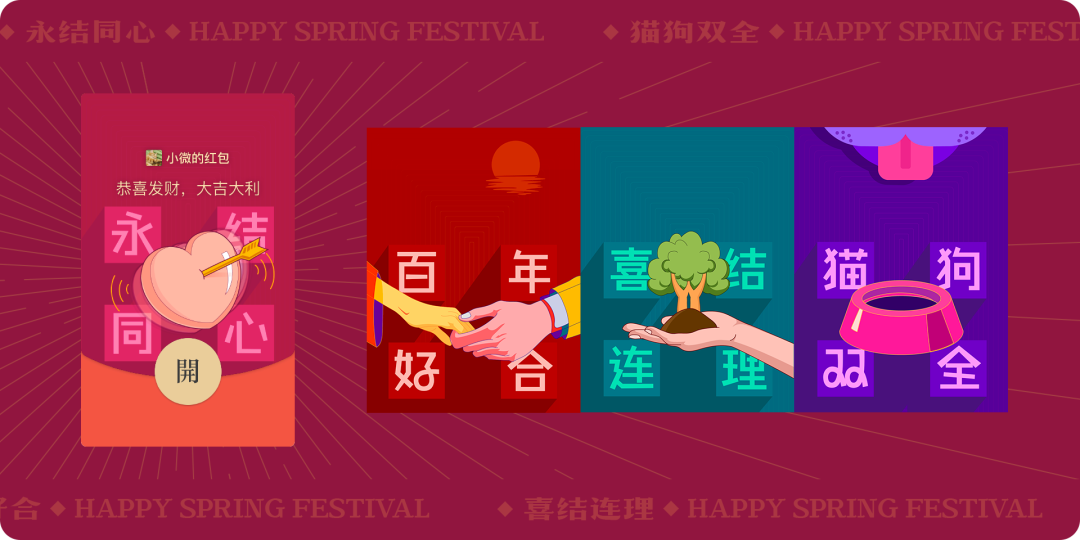 ◆ 永结同心 ◆ HAPPY SPRING FESTIVAL ◆ 猫狗双全 ◆ HAPPY SPRING FEST
小微的红包
恭喜发财，大吉大利
永结
同心
開
百年
好合
喜结
连理
猫狗
双全
合 ◆ HAPPY SPRING FESTIVAL ◆ 喜结连理 ◆ HAPPY SPRING FESTIVAL